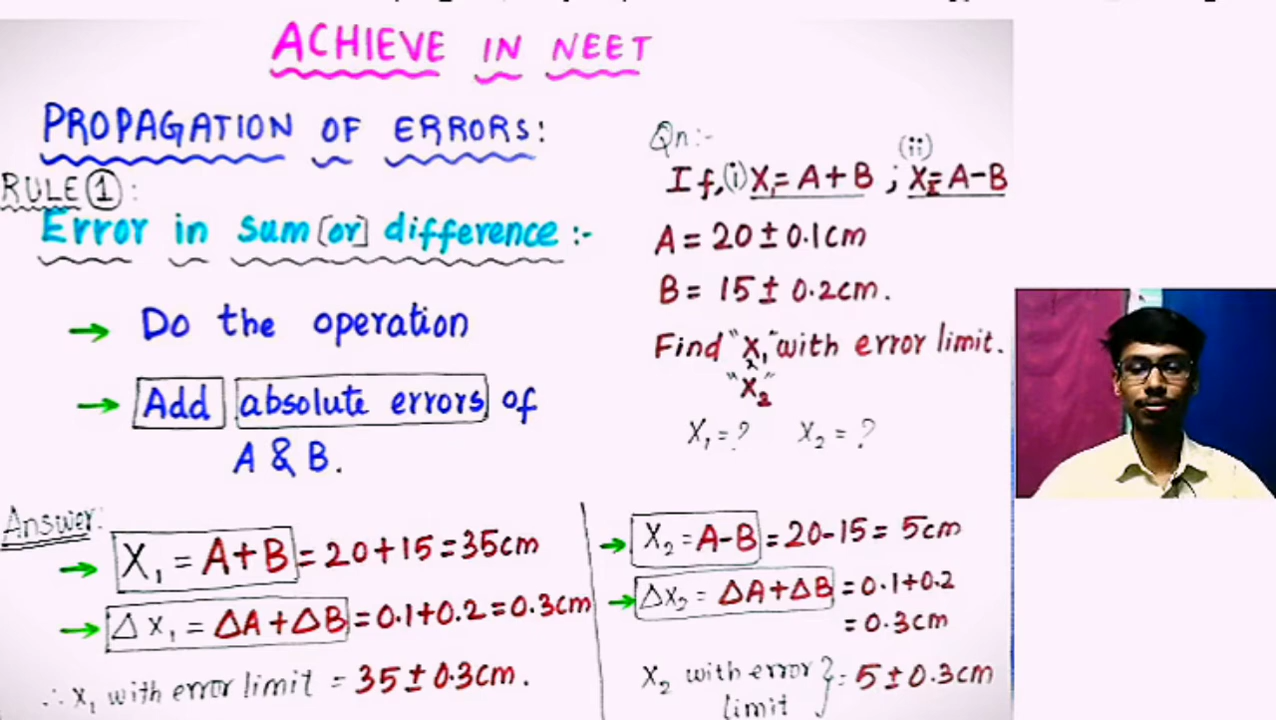 ACHIEVE IN NEET
PROPAGATION OF ERRORS:
RULE ①:
Error in sum [or] difference :-
→ Do the operation
→ Add absolute errors of
A & B.
Qn:-
(ii)
If,(i) X₁= A+B ; X₂= A-B
A = 20 ± 0.1cm
B = 15 ± 0.2cm.
Find "X₁" with error limit.
&
"X₂"
X₁ = ? X₂ = ?
Answer:
→ X₁ = A+B = 20+15 = 35cm
→ Δ X₁ = ΔA+ΔB = 0.1+0.2 = 0.3cm
∴ X₁ with error limit = 35 ± 0.3cm.
→ X₂ = A-B = 20-15 = 5cm
→ ΔX₂ = ΔA+ΔB = 0.1+0.2
= 0.3cm
X₂ with error } = 5 ± 0.3cm
limit